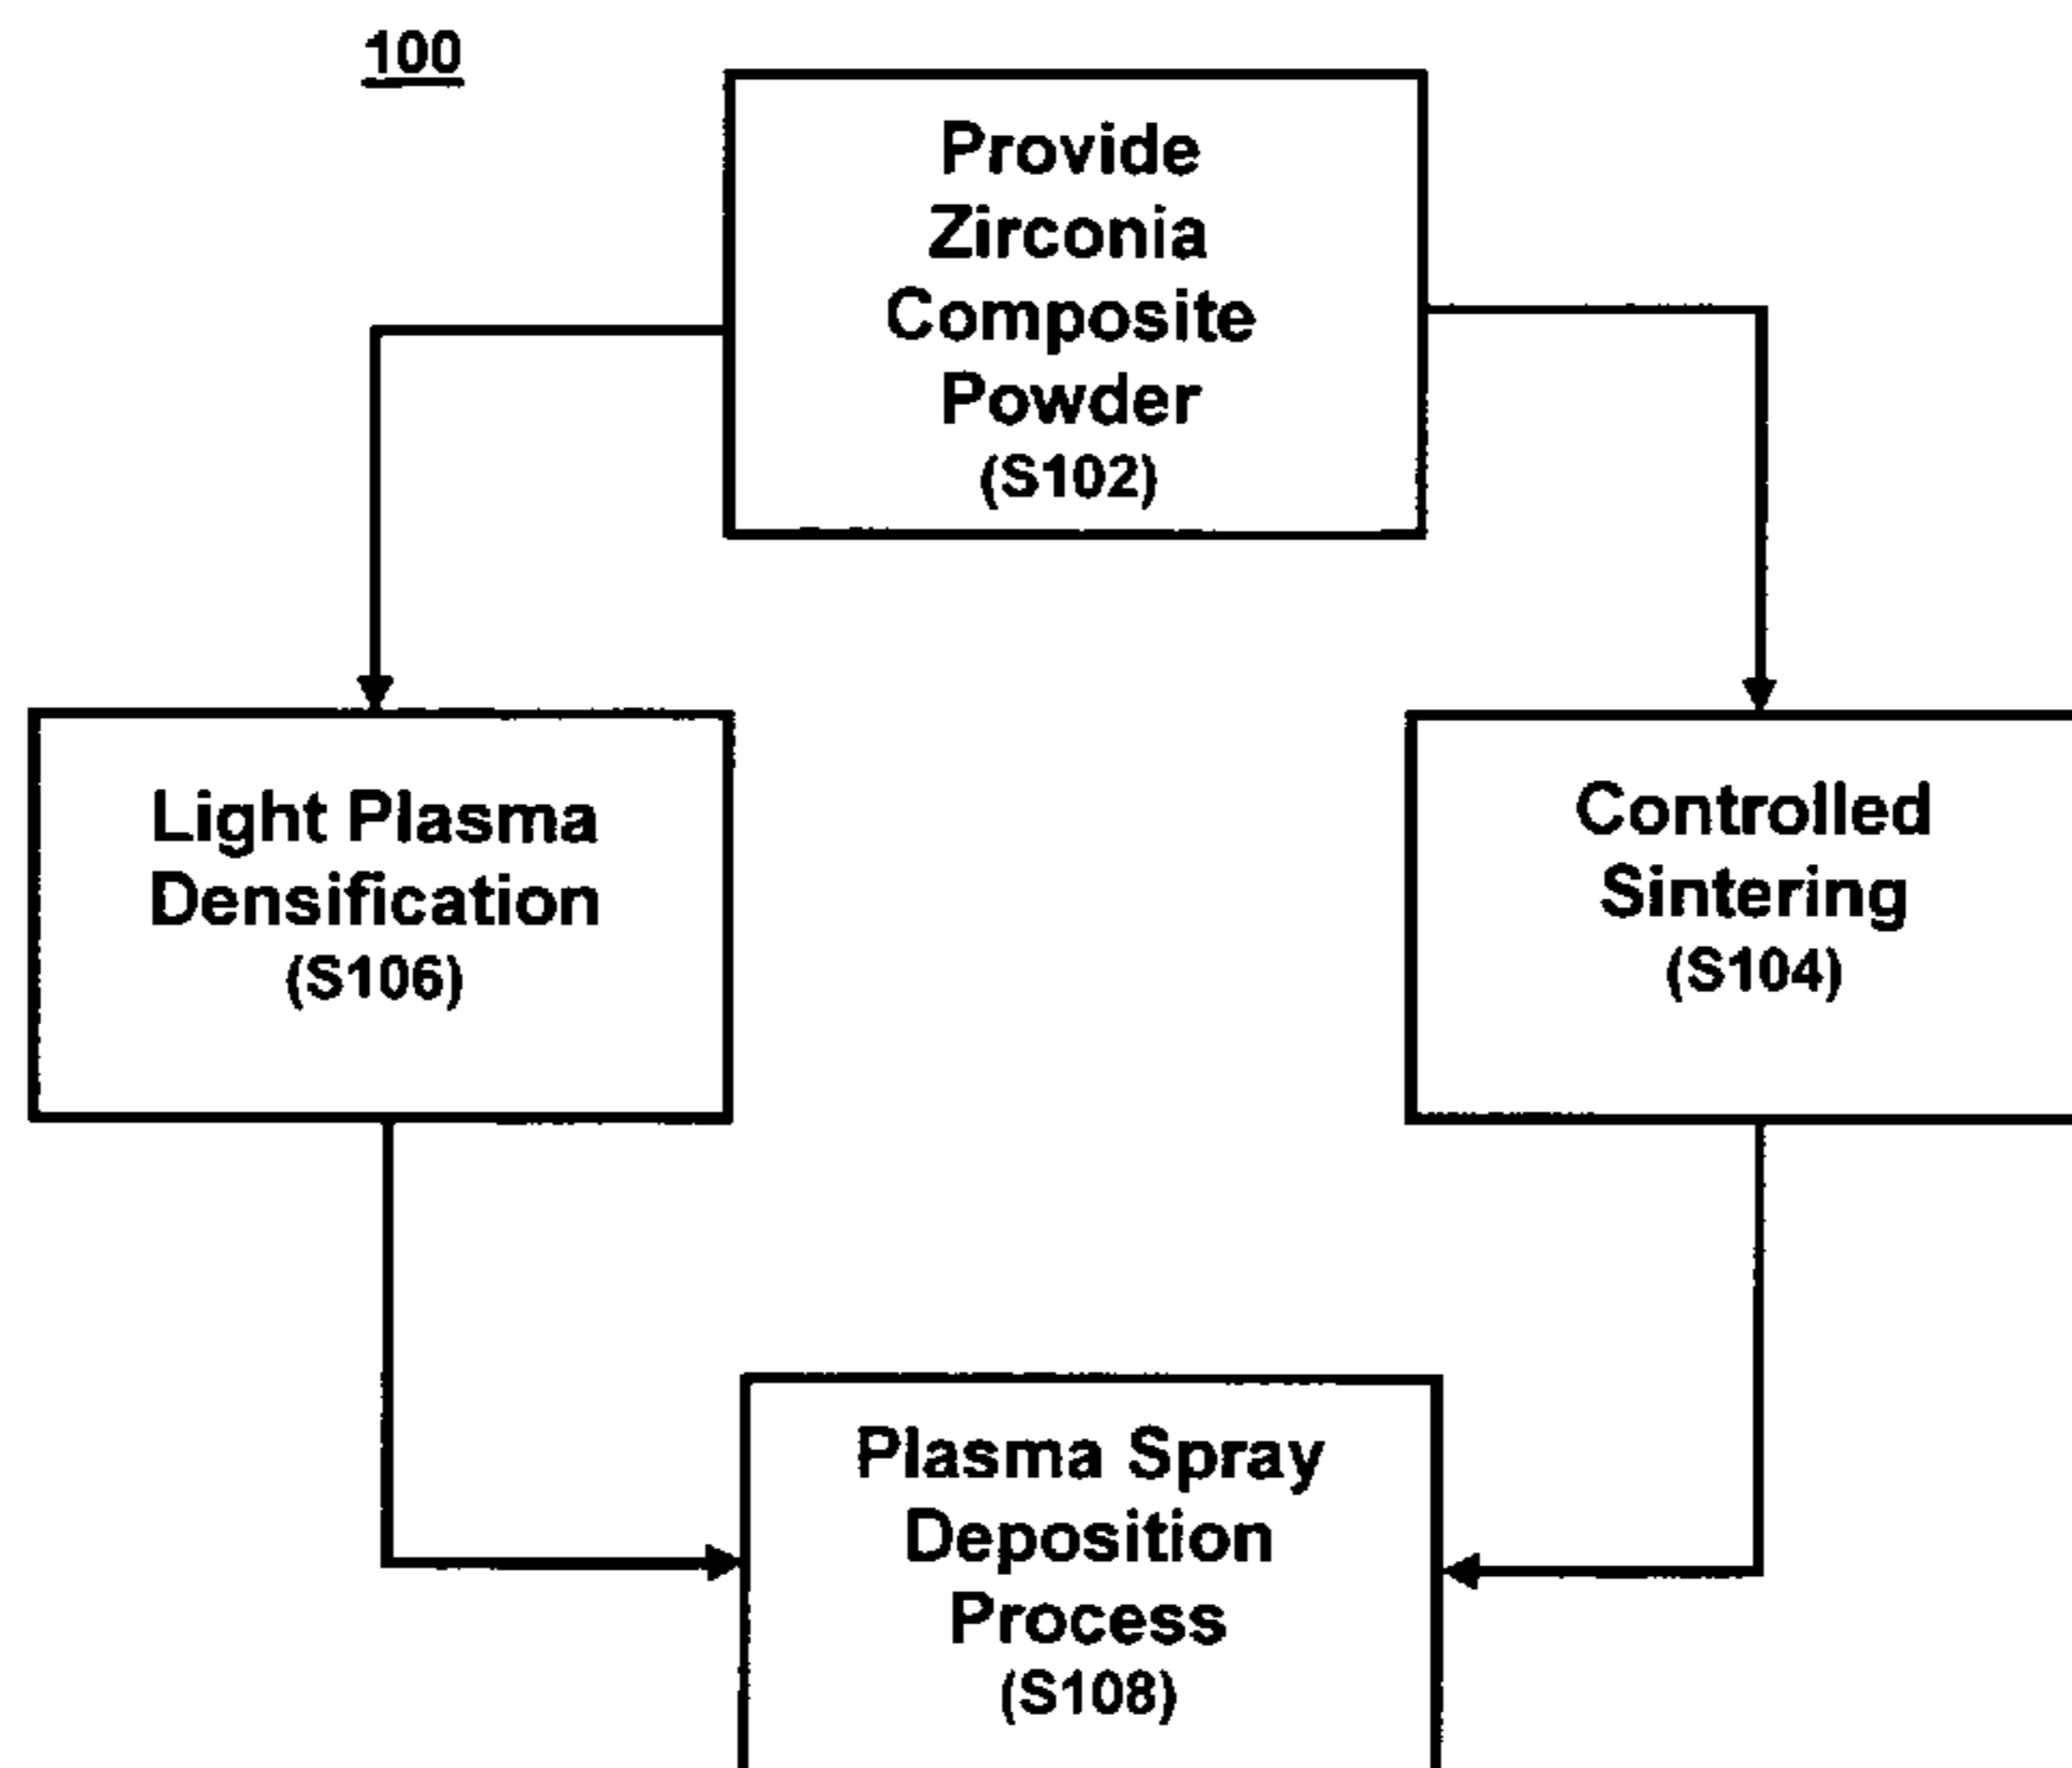 100
Provide
Zirconia
Composite
Powder
(S102)
Light Plasma
Densification
(S106)
Controlled
Sintering
(S104)
Plasma Spray
Deposition
Process
(S108)